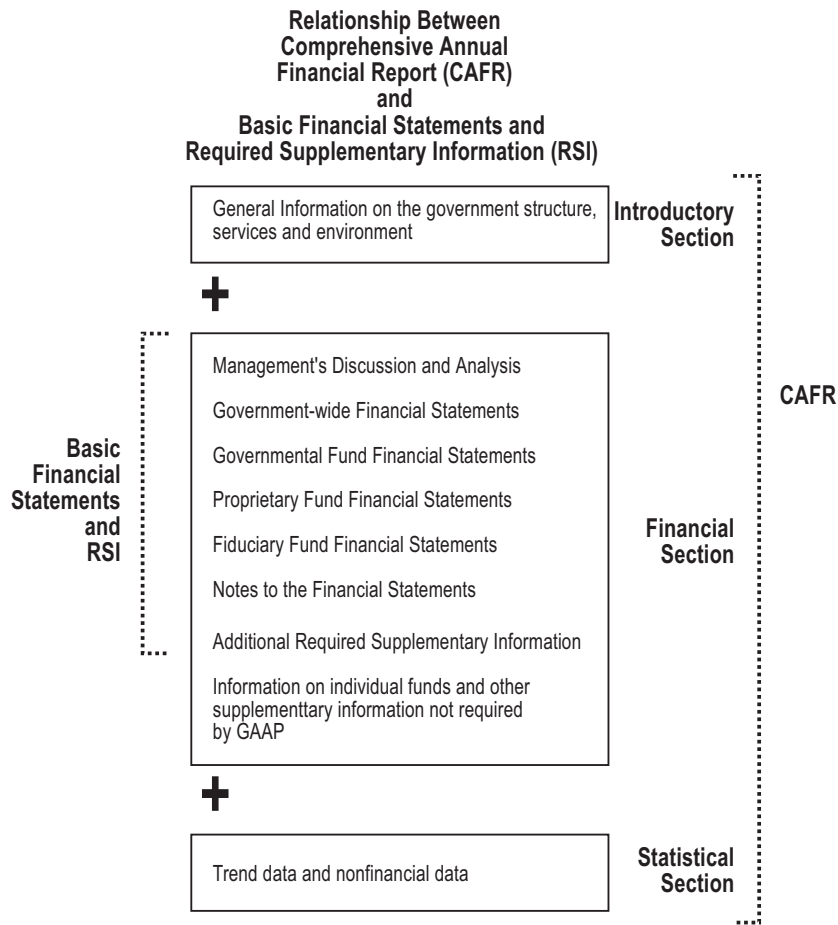 Relationship Between
Comprehensive Annual
Financial Report (CAFR)
and
Basic Financial Statements and
Required Supplementary Information (RSI)
General Information on the government structure,
services and environment
Introductory
Section
+
Management's Discussion and Analysis
Government-wide Financial Statements
Governmental Fund Financial Statements
Proprietary Fund Financial Statements
Fiduciary Fund Financial Statements
Notes to the Financial Statements
Additional Required Supplementary Information
Information on individual funds and other
supplementtary information not required
by GAAP
Basic
Financial
Statements
and
RSI
Financial
Section
CAFR
+
Trend data and nonfinancial data
Statistical
Section